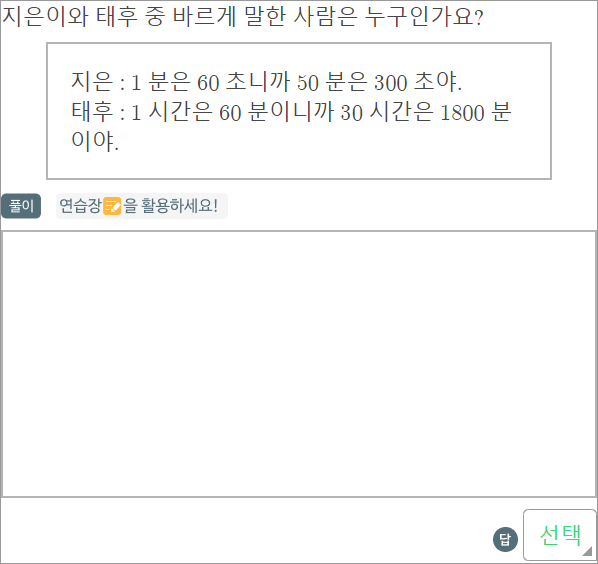 지은이와 태후 중 바르게 말한 사람은 누구인가요?
지은 : 1 분은 60 초니까 50 분은 300 초야.
태후 : 1 시간은 60 분이니까 30 시간은 1800 분
이야.
풀이 연습장을 활용하세요!
답 선택